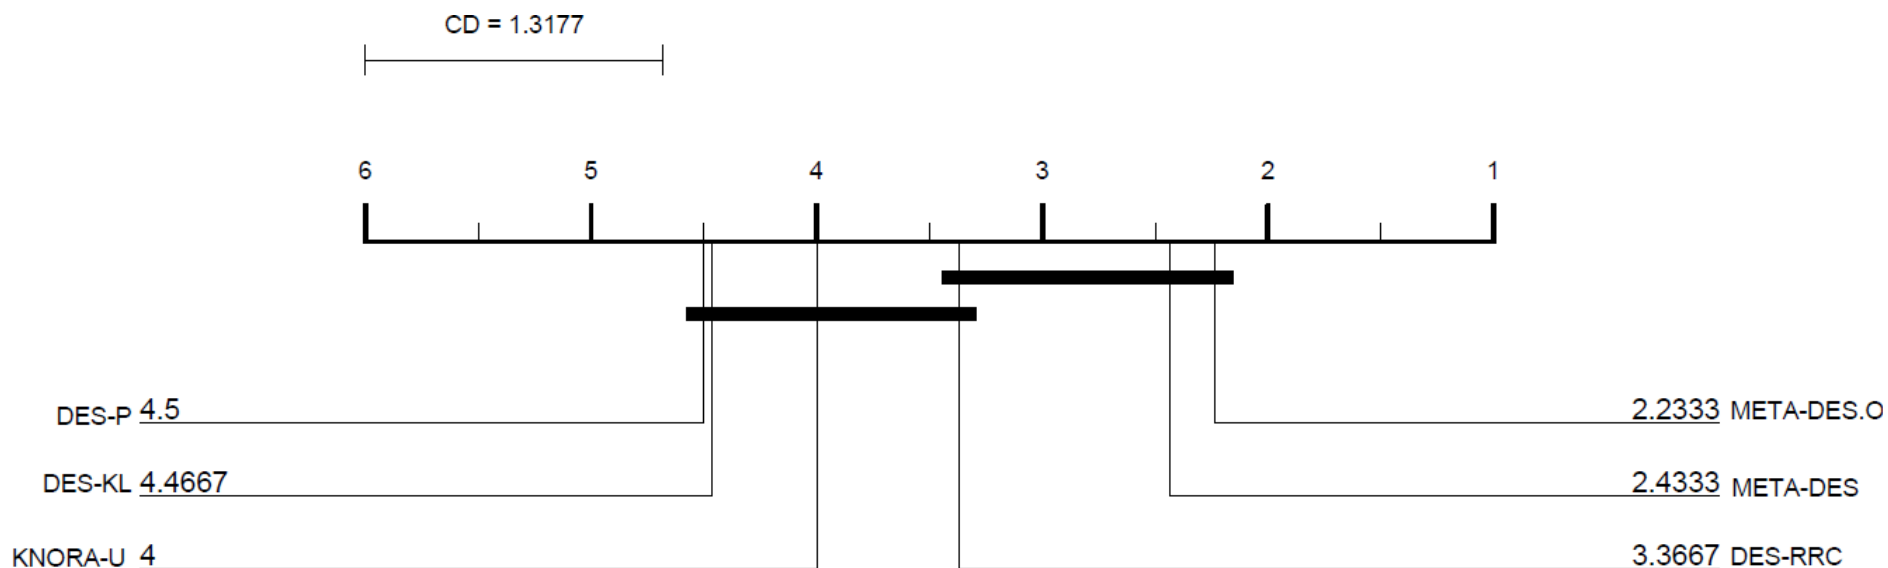 CD = 1.3177
6 5 4 3 2 1
DES-P 4.5
2.2333 META-DES.O
DES-KL 4.4667
2.4333 META-DES
KNORA-U 4
3.3667 DES-RRC